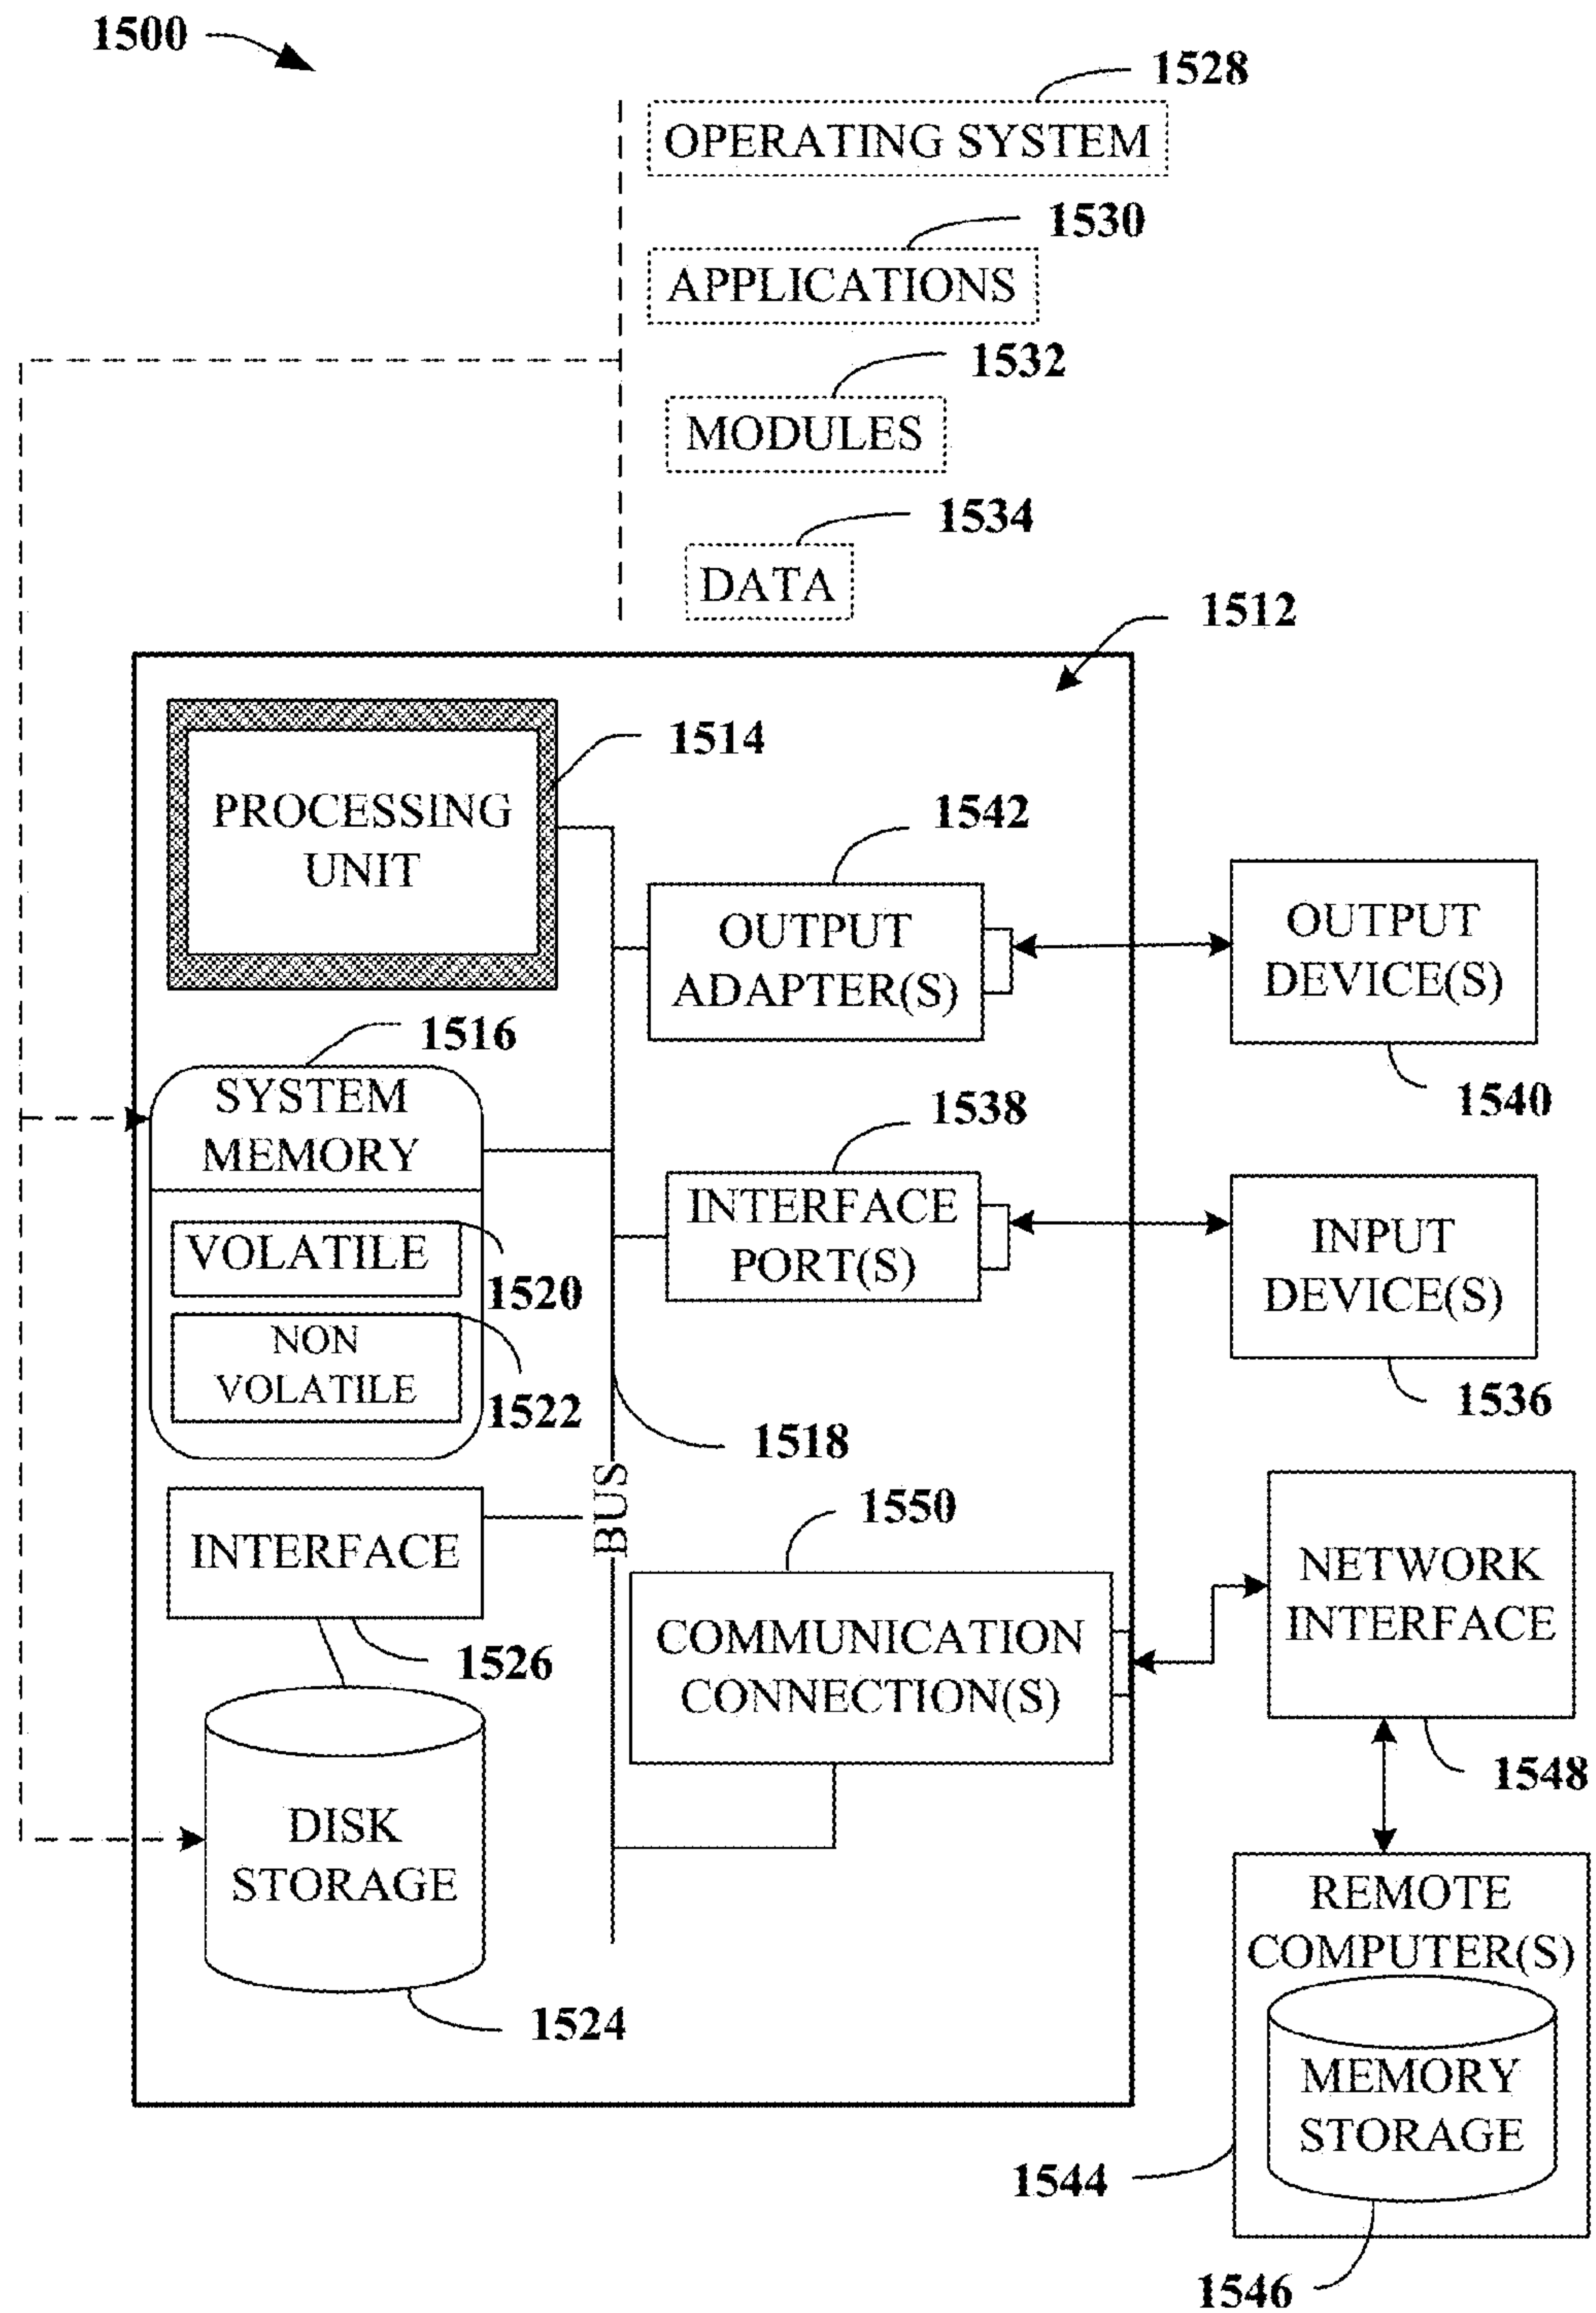 1500
1528
OPERATING SYSTEM
1530
APPLICATIONS
1532
MODULES
1534
DATA
1512
1514
PROCESSING
UNIT
1542
OUTPUT
ADAPTER(S)
OUTPUT
DEVICE(S)
1540
1516
SYSTEM
MEMORY
VOLATILE
1520
NON
VOLATILE
1522
1538
INTERFACE
PORT(S)
INPUT
DEVICE(S)
1536
1518
BUS
INTERFACE
1526
1550
COMMUNICATION
CONNECTION(S)
NETWORK
INTERFACE
1548
DISK
STORAGE
1524
REMOTE
COMPUTER(S)
MEMORY
STORAGE
1544
1546